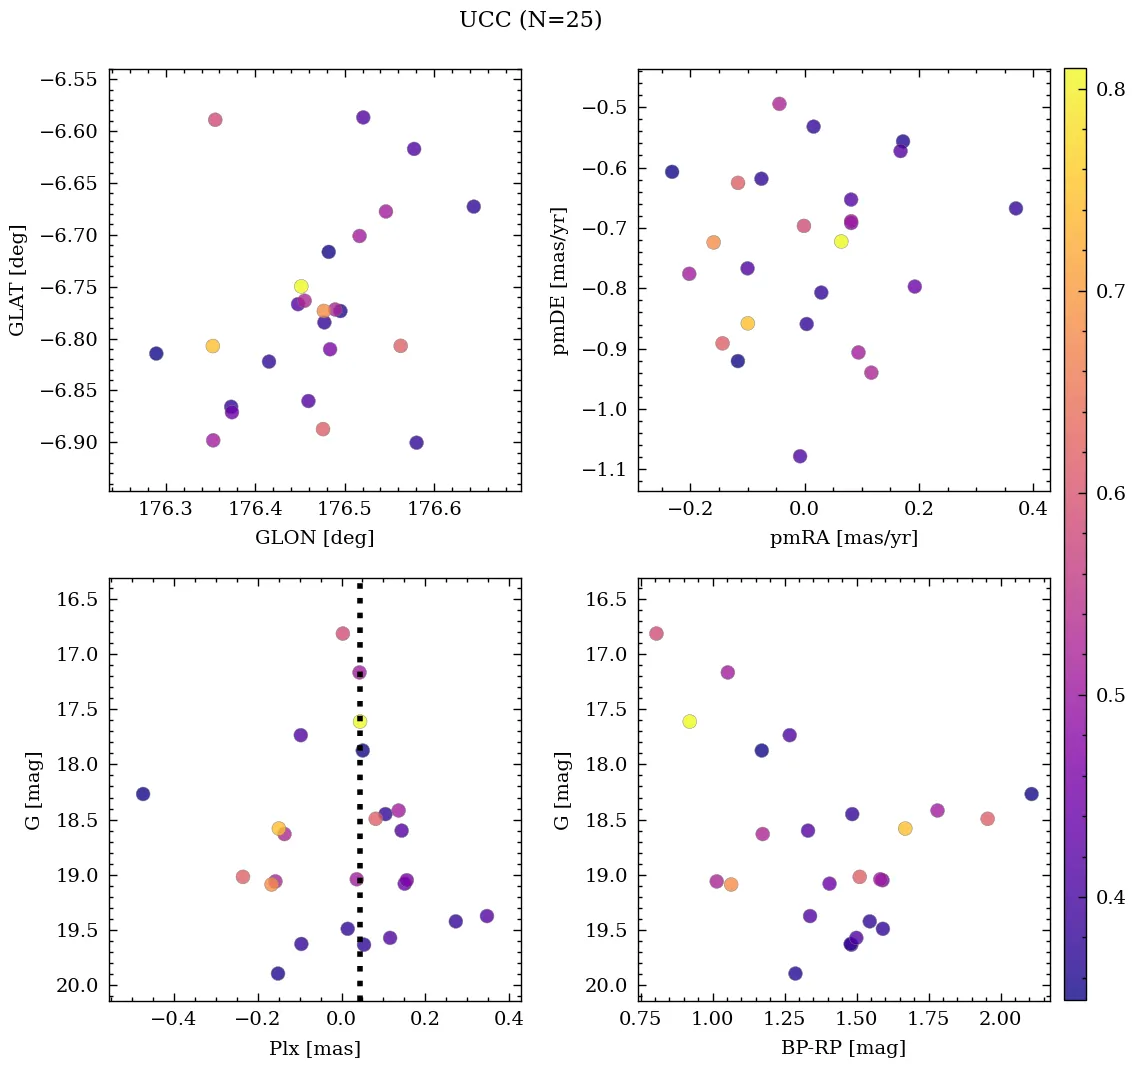 UCC (N=25)
−6.55
−6.60
−6.65
−6.70
−6.75
−6.80
−6.85
−6.90
GLAT [deg]
176.3 176.4 176.5 176.6
GLON [deg]
−0.5
−0.6
−0.7
−0.8
−0.9
−1.0
−1.1
pmDE [mas/yr]
−0.2 0.0 0.2 0.4
pmRA [mas/yr]
16.5
17.0
17.5
18.0
18.5
19.0
19.5
20.0
G [mag]
−0.4 −0.2 0.0 0.2 0.4
Plx [mas]
16.5
17.0
17.5
18.0
18.5
19.0
19.5
20.0
G [mag]
0.75 1.00 1.25 1.50 1.75 2.00
BP-RP [mag]
0.8
0.7
0.6
0.5
0.4